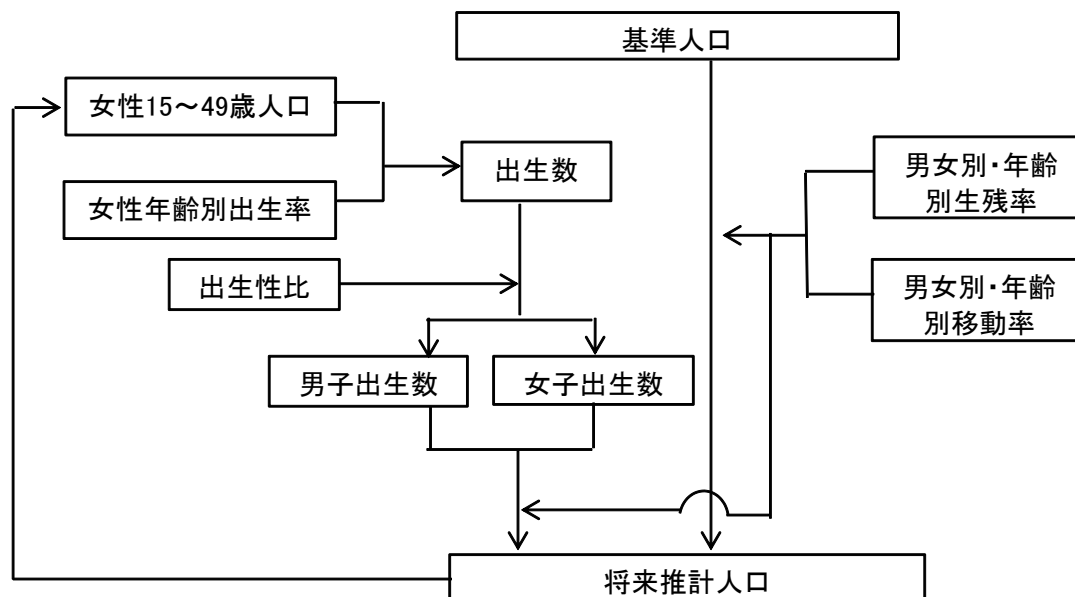 基準人口
女性15～49歳人口
出生数
男女別・年齢
別生残率
女性年齢別出生率
出生性比
男女別・年齢
別移動率
男子出生数
女子出生数
将来推計人口